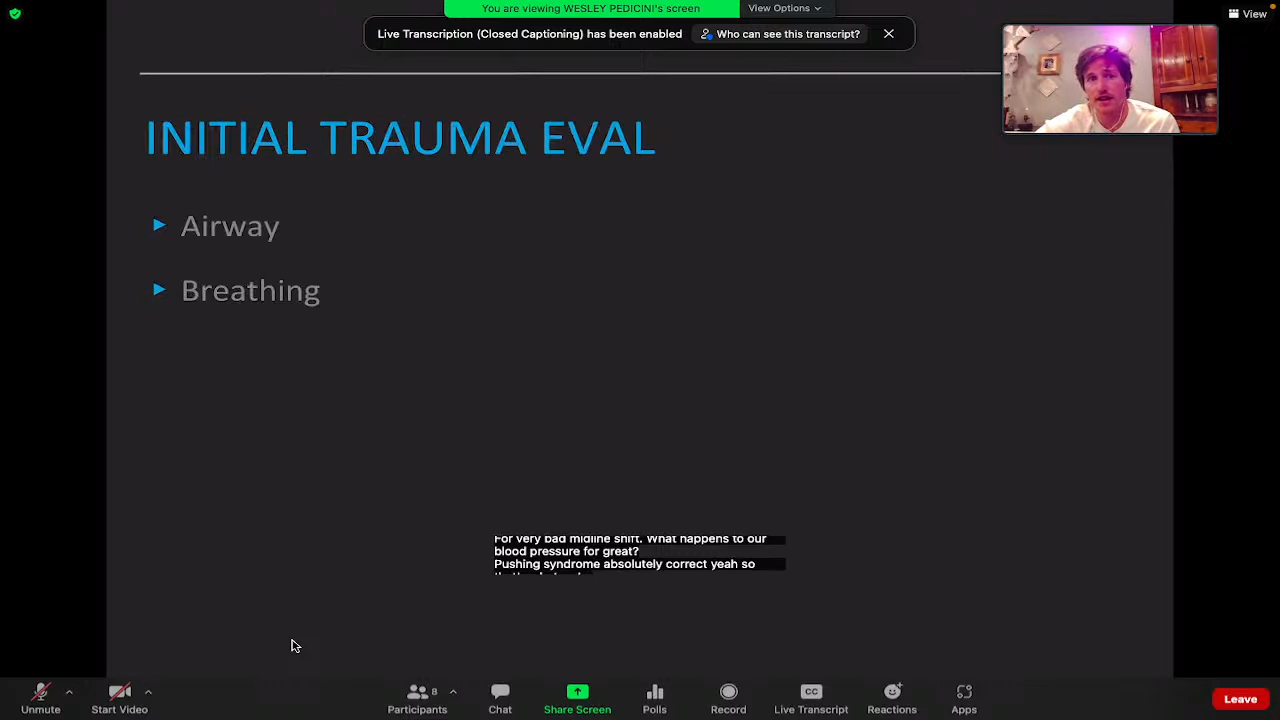 You are viewing WESLEY PEDICINI's screen
View Options
View
Live Transcription (Closed Captioning) has been enabled
Who can see this transcript?
INITIAL TRAUMA EVAL
Airway
Breathing
For very bad midline shift. What happens to our
blood pressure for great?
Pushing syndrome absolutely correct yeah so
Unmute
Start Video
8
Participants
Chat
Share Screen
Polls
Record
CC
Live Transcript
Reactions
Apps
Leave